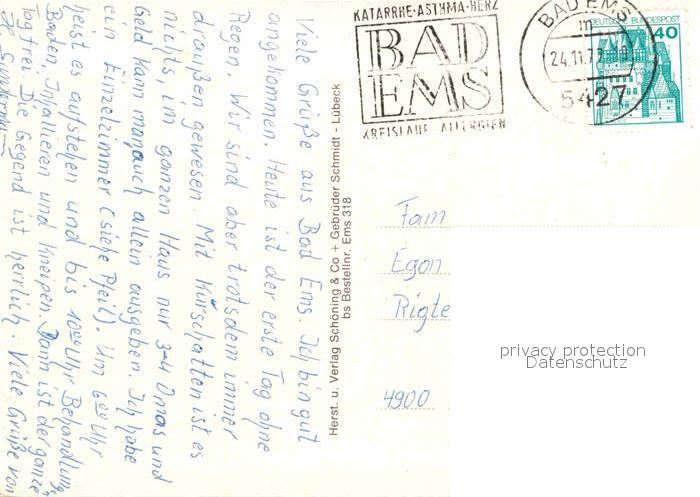 Viele Grüße aus Bad Ems. Ich bin gut
angekommen. Heute ist der erste Tag ohne
Regen. Wir sind aber trotsdem immer
draußen gewesen. Mit Kurschatten ist es
nichts, im ganzen Haus nur 3-4 Omas und
Geld kann man auch allein ausgeben. Ich habe
ein Einzelzimmer (siehe Pfeil). Um 6⁰⁰ Uhr
heist es aufstehen und bis 10⁰⁰ Uhr Behandlung,
Baden, Inhallieren und kneipen. Dann ist der ganze
Tag frei. Die Gegend ist herrlich. Viele Grüße von
Herst. u. Verlag Schöning & Co + Gebrüder Schmidt - Lübeck
bs Bestellnr. Ems 318
KATARRHE·ASTHMA·HERZ
BAD
EMS
KREISLAUF ALLERGIEN
BAD EMS
m
24.11.77
5427
DEUTSCHE BUNDESPOST
40
Fam
Egon
Rigte
4900
privacy protection
Datenschutz